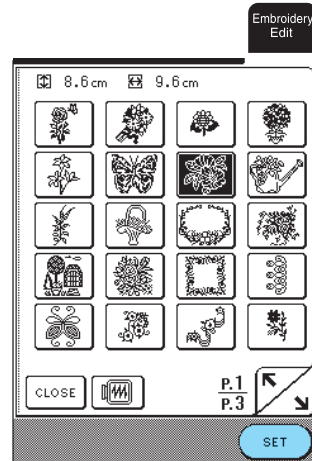 Embroidery
Edit
8.6cm 9.6cm
CLOSE
P.1
P.3
SET